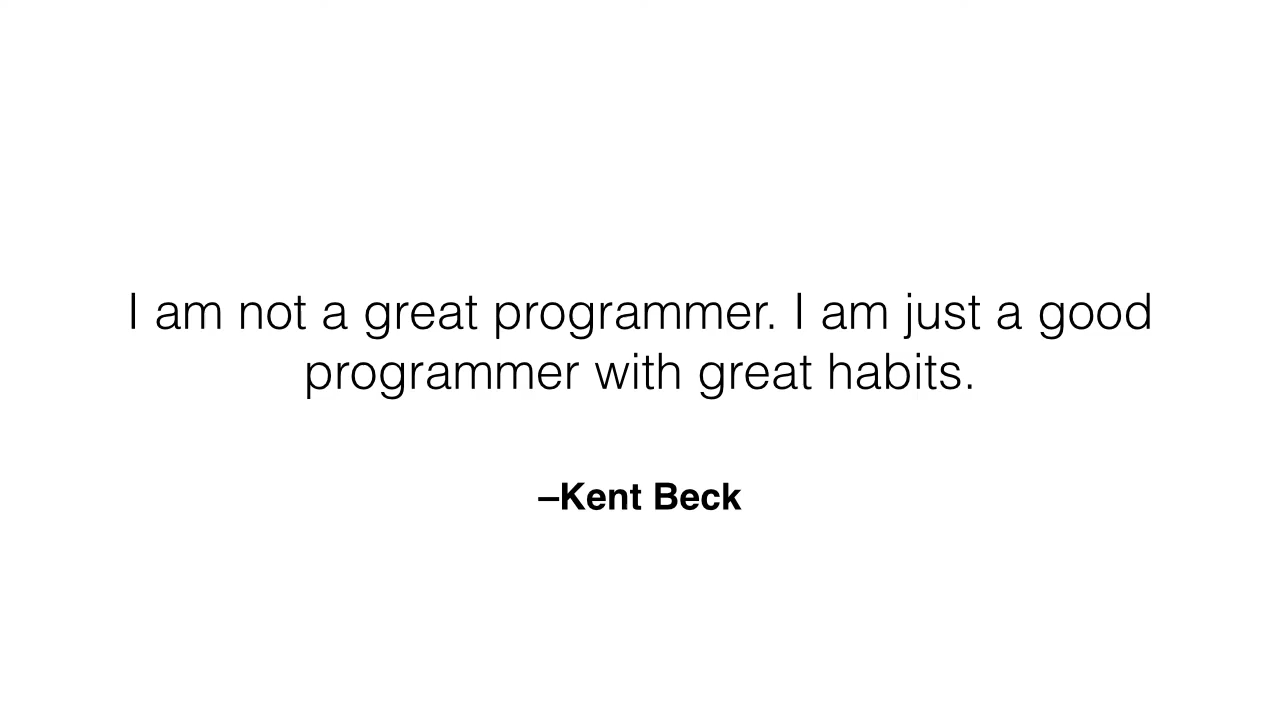 I am not a great programmer. I am just a good
programmer with great habits.
–Kent Beck